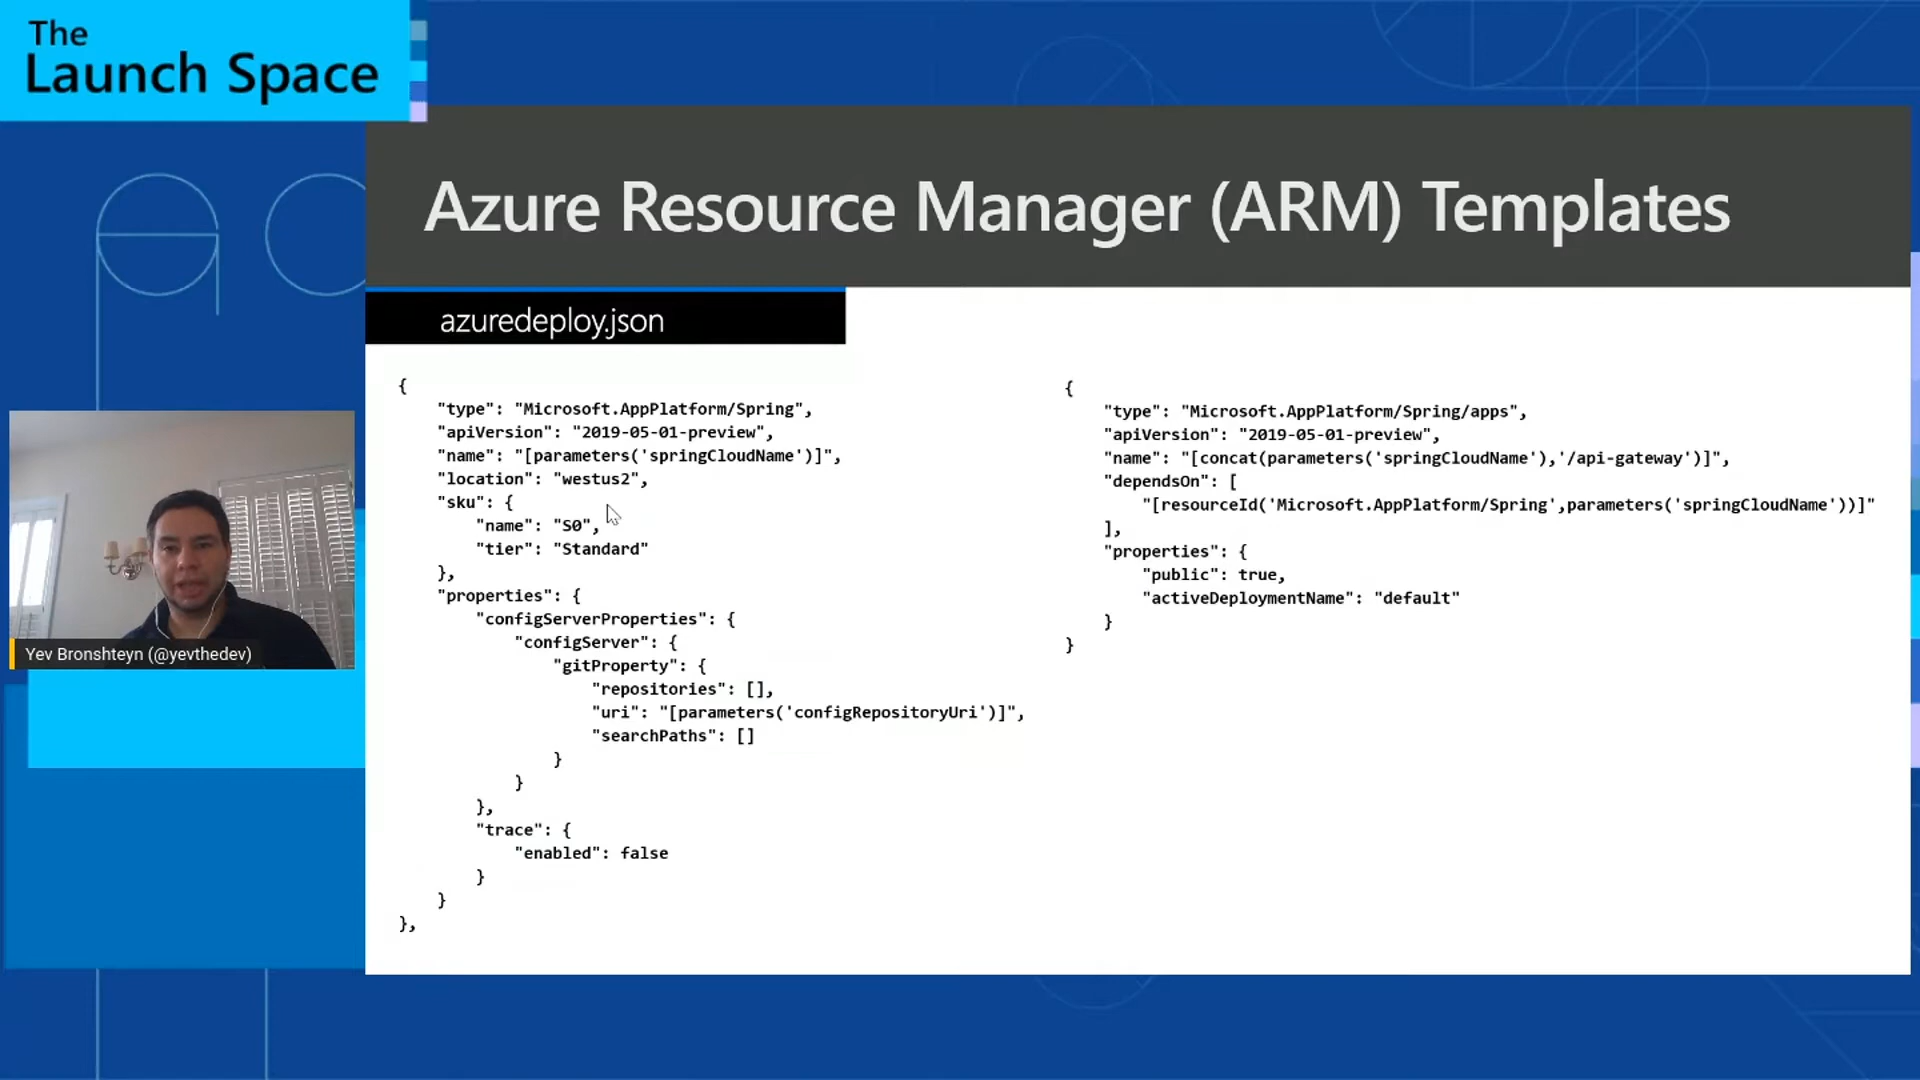 The
Launch Space
Azure Resource Manager (ARM) Templates
azuredeploy.json
{
"type": "Microsoft.AppPlatform/Spring",
"apiVersion": "2019-05-01-preview",
"name": "[parameters('springCloudName')]",
"location": "westus2",
"sku": {
"name": "S0",
"tier": "Standard"
},
"properties": {
"configServerProperties": {
"configServer": {
"gitProperty": {
"repositories": [],
"uri": "[parameters('configRepositoryUri')]",
"searchPaths": []
}
}
},
"trace": {
"enabled": false
}
}
},
{
"type": "Microsoft.AppPlatform/Spring/apps",
"apiVersion": "2019-05-01-preview",
"name": "[concat(parameters('springCloudName'),'/api-gateway')]",
"dependsOn": [
"[resourceId('Microsoft.AppPlatform/Spring',parameters('springCloudName'))]"
],
"properties": {
"public": true,
"activeDeploymentName": "default"
}
}
Yev Bronshteyn (@yevthedev)